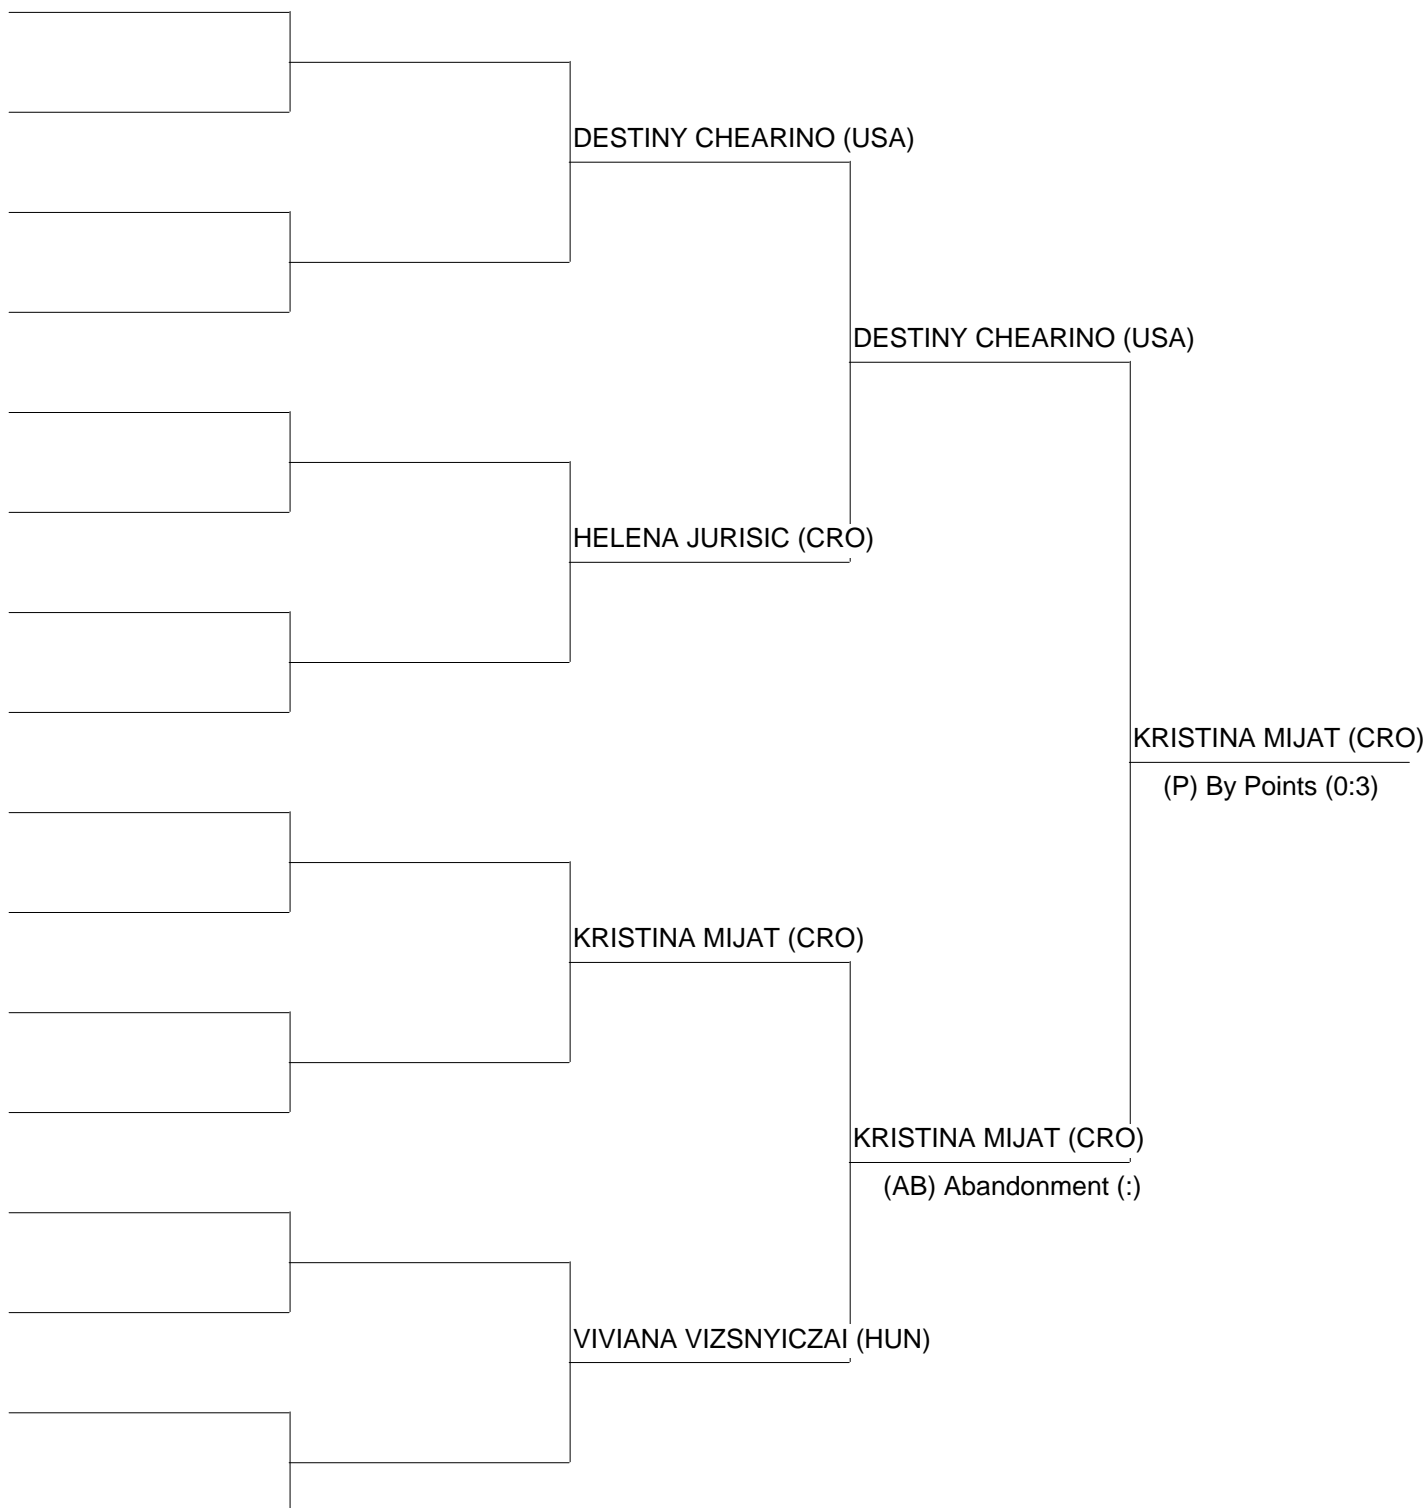 DESTINY CHEARINO (USA)
DESTINY CHEARINO (USA)
HELENA JURISIC (CRO)
KRISTINA MIJAT (CRO)
(P) By Points (0:3)
KRISTINA MIJAT (CRO)
KRISTINA MIJAT (CRO)
(AB) Abandonment (:)
VIVIANA VIZSNYICZAI (HUN)